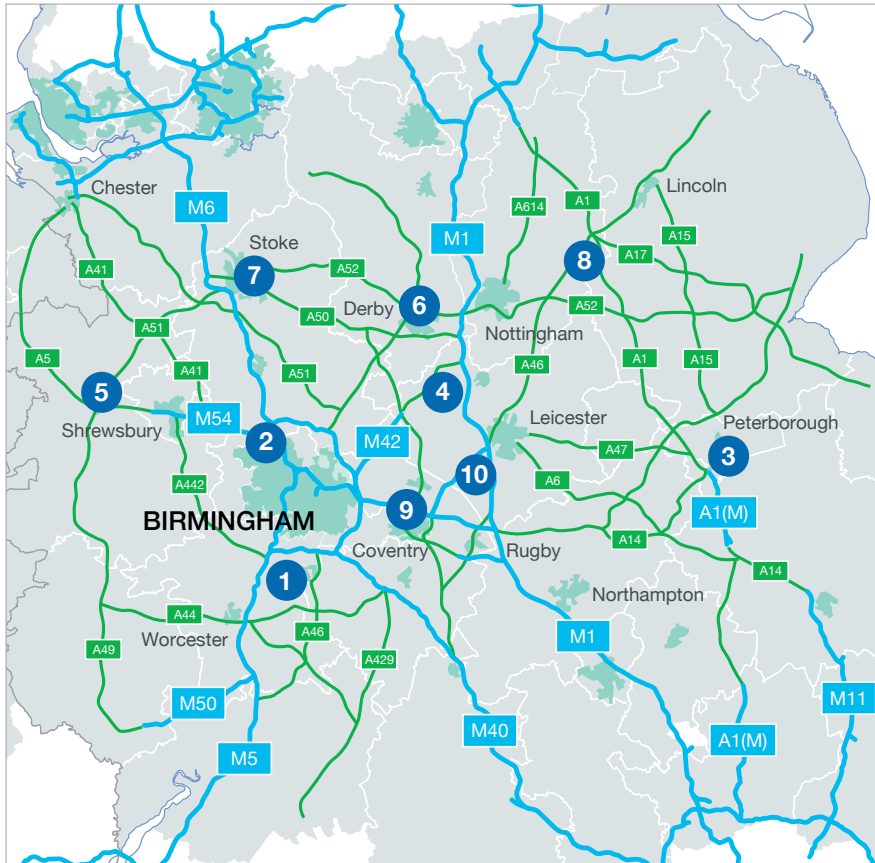 Chester
Lincoln
M6
A614
A1
A15
Stoke
M1
A41
A17
8
7
A52
6
Derby
A52
A50
Nottingham
A51
A5
A41
A51
A46
A1
A15
5
4
Shrewsbury
M54
Leicester
Peterborough
2
M42
A47
3
10
A442
A6
9
A1(M)
BIRMINGHAM
A14
Coventry
Rugby
A14
1
Northampton
A44
Worcester
A46
M1
A49
A429
M50
M11
M40
A1(M)
M5